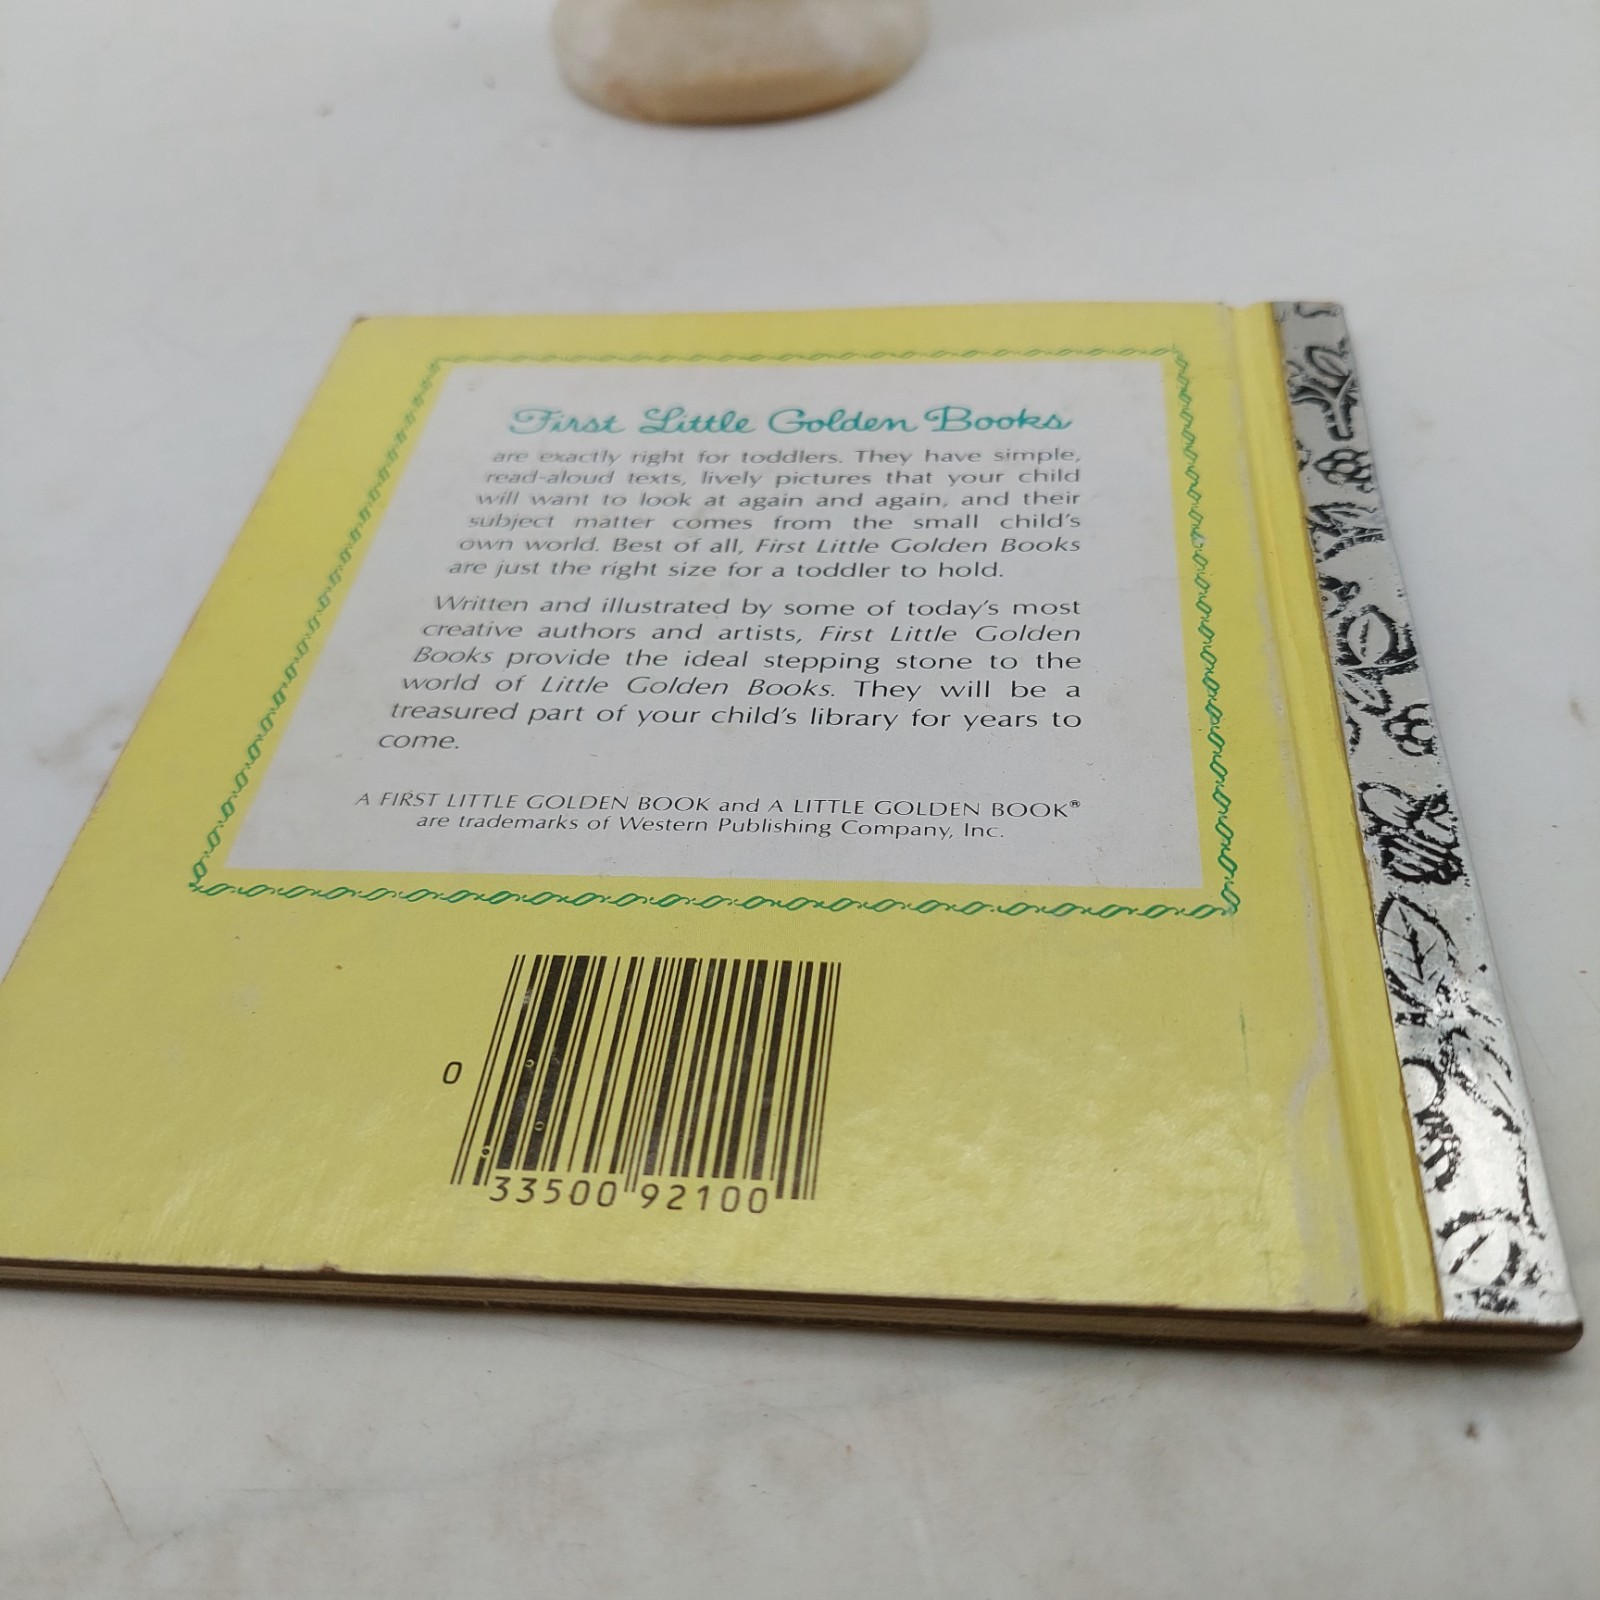 First Little Golden Books
are exactly right for toddlers. They have simple,
read-aloud texts, lively pictures that your child
will want to look at again and again, and their
subject matter comes from the small child's
own world. Best of all, First Little Golden Books
are just the right size for a toddler to hold.
Written and illustrated by some of today's most
creative authors and artists, First Little Golden
Books provide the ideal stepping stone to the
world of Little Golden Books. They will be a
treasured part of your child's library for years to
come.
A FIRST LITTLE GOLDEN BOOK and A LITTLE GOLDEN BOOK®
are trademarks of Western Publishing Company, Inc.
0
33500 92100